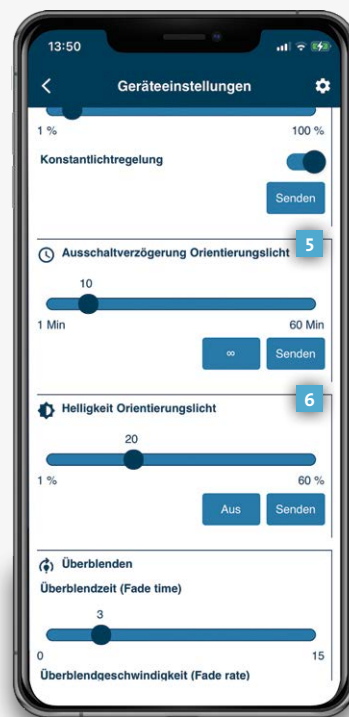 13:50
Geräteeinstellungen
1 % 100 %
Konstantlichtregelung
Senden
5
Ausschaltverzögerung Orientierungslicht
10
1 Min 60 Min
∞ Senden
6
Helligkeit Orientierungslicht
20
1 % 60 %
Aus Senden
Überblenden
Überblendzeit (Fade time)
3
0 15
Überblendgeschwindigkeit (Fade rate)